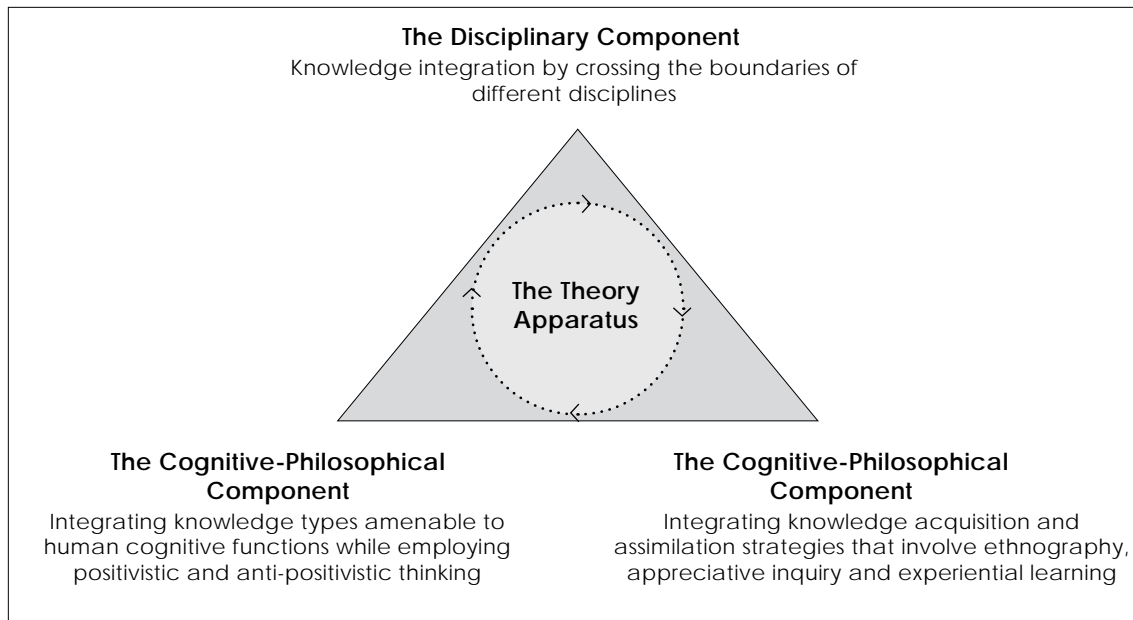 The Disciplinary Component
Knowledge integration by crossing the boundaries of
different disciplines
The Theory
Apparatus
The Cognitive-Philosophical
Component
Integrating knowledge types amenable to
human cognitive functions while employing
positivistic and anti-positivistic thinking
The Cognitive-Philosophical
Component
Integrating knowledge acquisition and
assimilation strategies that involve ethnography,
appreciative inquiry and experiential learning